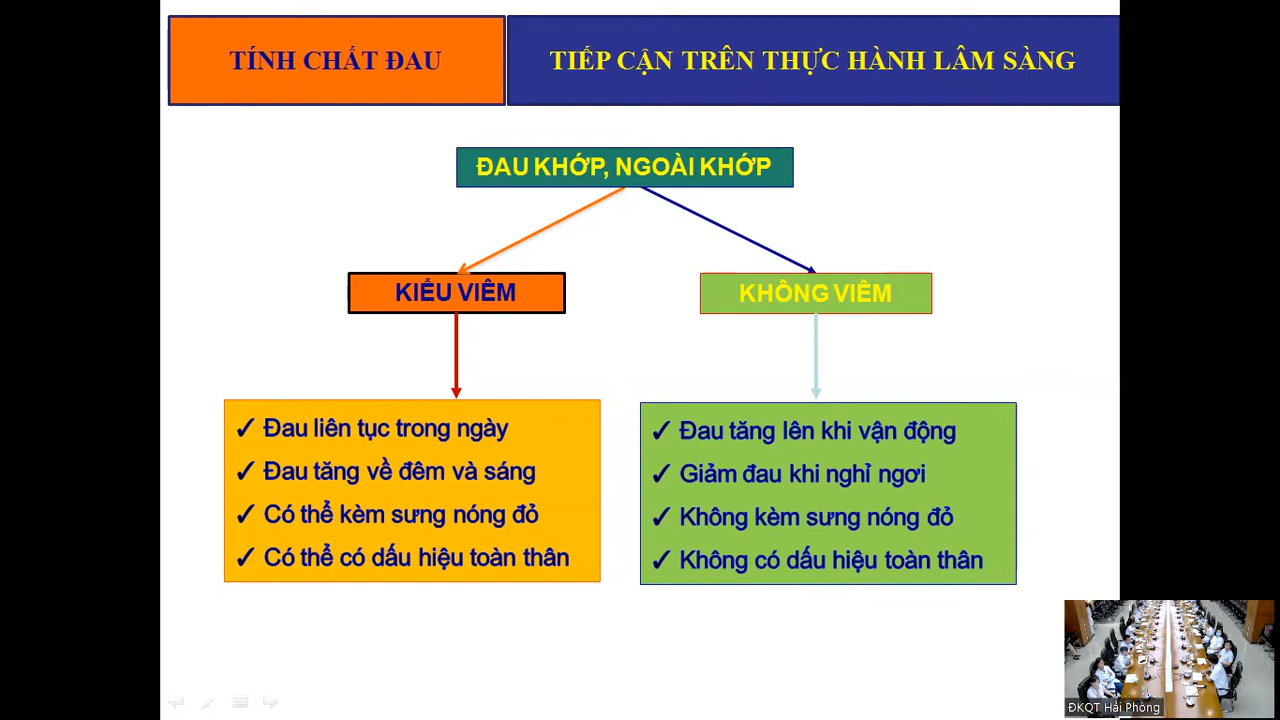 TÍNH CHẤT ĐAU
TIẾP CẬN TRÊN THỰC HÀNH LÂM SÀNG
ĐAU KHỚP, NGOÀI KHỚP
KIỂU VIÊM
KHÔNG VIÊM
✓ Đau liên tục trong ngày
✓ Đau tăng về đêm và sáng
✓ Có thể kèm sưng nóng đỏ
✓ Có thể có dấu hiệu toàn thân
✓ Đau tăng lên khi vận động
✓ Giảm đau khi nghỉ ngơi
✓ Không kèm sưng nóng đỏ
✓ Không có dấu hiệu toàn thân
ĐKQT Hải Phòng